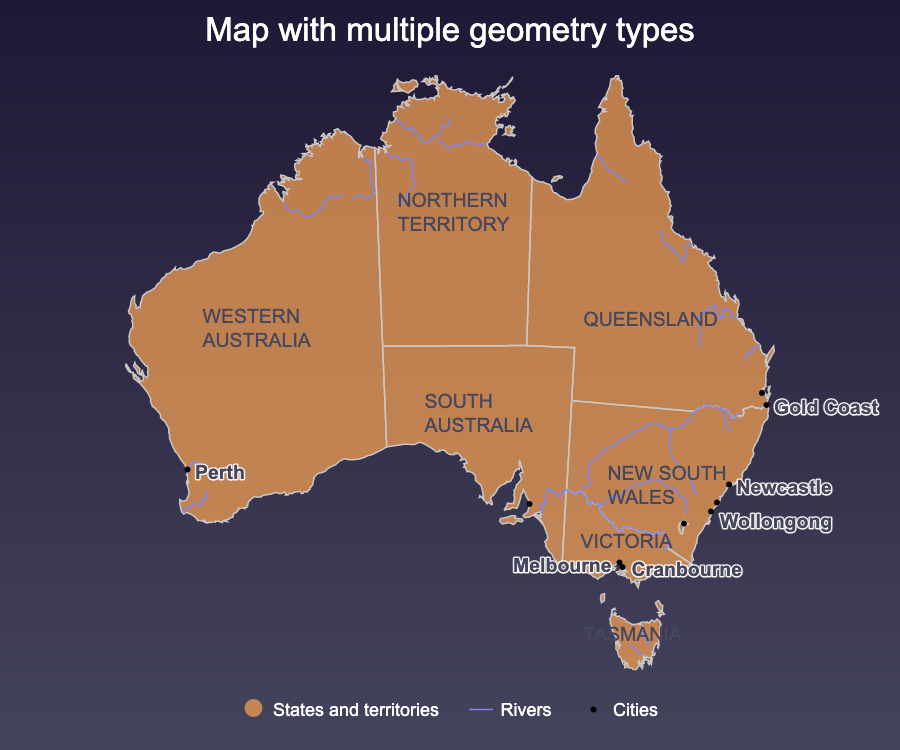 Map with multiple geometry types
NORTHERN
TERRITORY
WESTERN
AUSTRALIA
QUEENSLAND
SOUTH
AUSTRALIA
Gold Coast
Perth
NEW SOUTH
WALES
Newcastle
Wollongong
VICTORIA
Melbourne
Cranbourne
TASMANIA
States and territories
Rivers
Cities